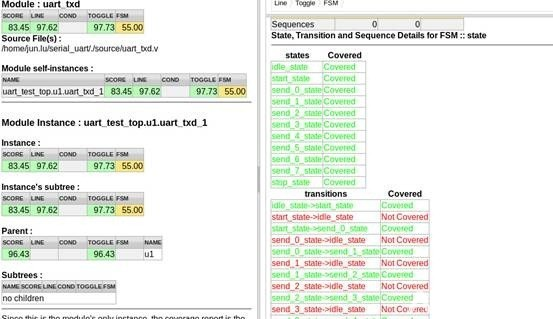 Module : uart_txd
SCORE LINE COND TOGGLE FSM
83.45 97.62 97.73 55.00
Source File(s) :
/home/jun.lu/serial_uart/./source/uart_txd.v
Module self-instances :
NAME SCORE LINE COND TOGGLE FSM
uart_test_top.u1.uart_txd_1 83.45 97.62 97.73 55.00
Module Instance : uart_test_top.u1.uart_txd_1
Instance :
SCORE LINE COND TOGGLE FSM
83.45 97.62 97.73 55.00
Instance's subtree :
SCORE LINE COND TOGGLE FSM
83.45 97.62 97.73 55.00
Parent :
SCORE LINE COND TOGGLE FSM NAME
96.43 96.43 u1
Subtrees :
NAME SCORE LINE COND TOGGLE FSM
no children
Since this is the module's only instance, the coverage report is the
Line Toggle FSM
Sequences 0 0
State, Transition and Sequence Details for FSM :: state
states Covered
idle_state Covered
start_state Covered
send_0_state Covered
send_1_state Covered
send_2_state Covered
send_3_state Covered
send_4_state Covered
send_5_state Covered
send_6_state Covered
send_7_state Covered
stop_state Covered
transitions Covered
idle_state->start_state Covered
start_state->idle_state Not Covered
start_state->send_0_state Covered
send_0_state->idle_state Not Covered
send_0_state->send_1_state Covered
send_1_state->idle_state Not Covered
send_1_state->send_2_state Covered
send_2_state->idle_state Not Covered
send_2_state->send_3_state Covered
send_3_state->idle_state Not Covered